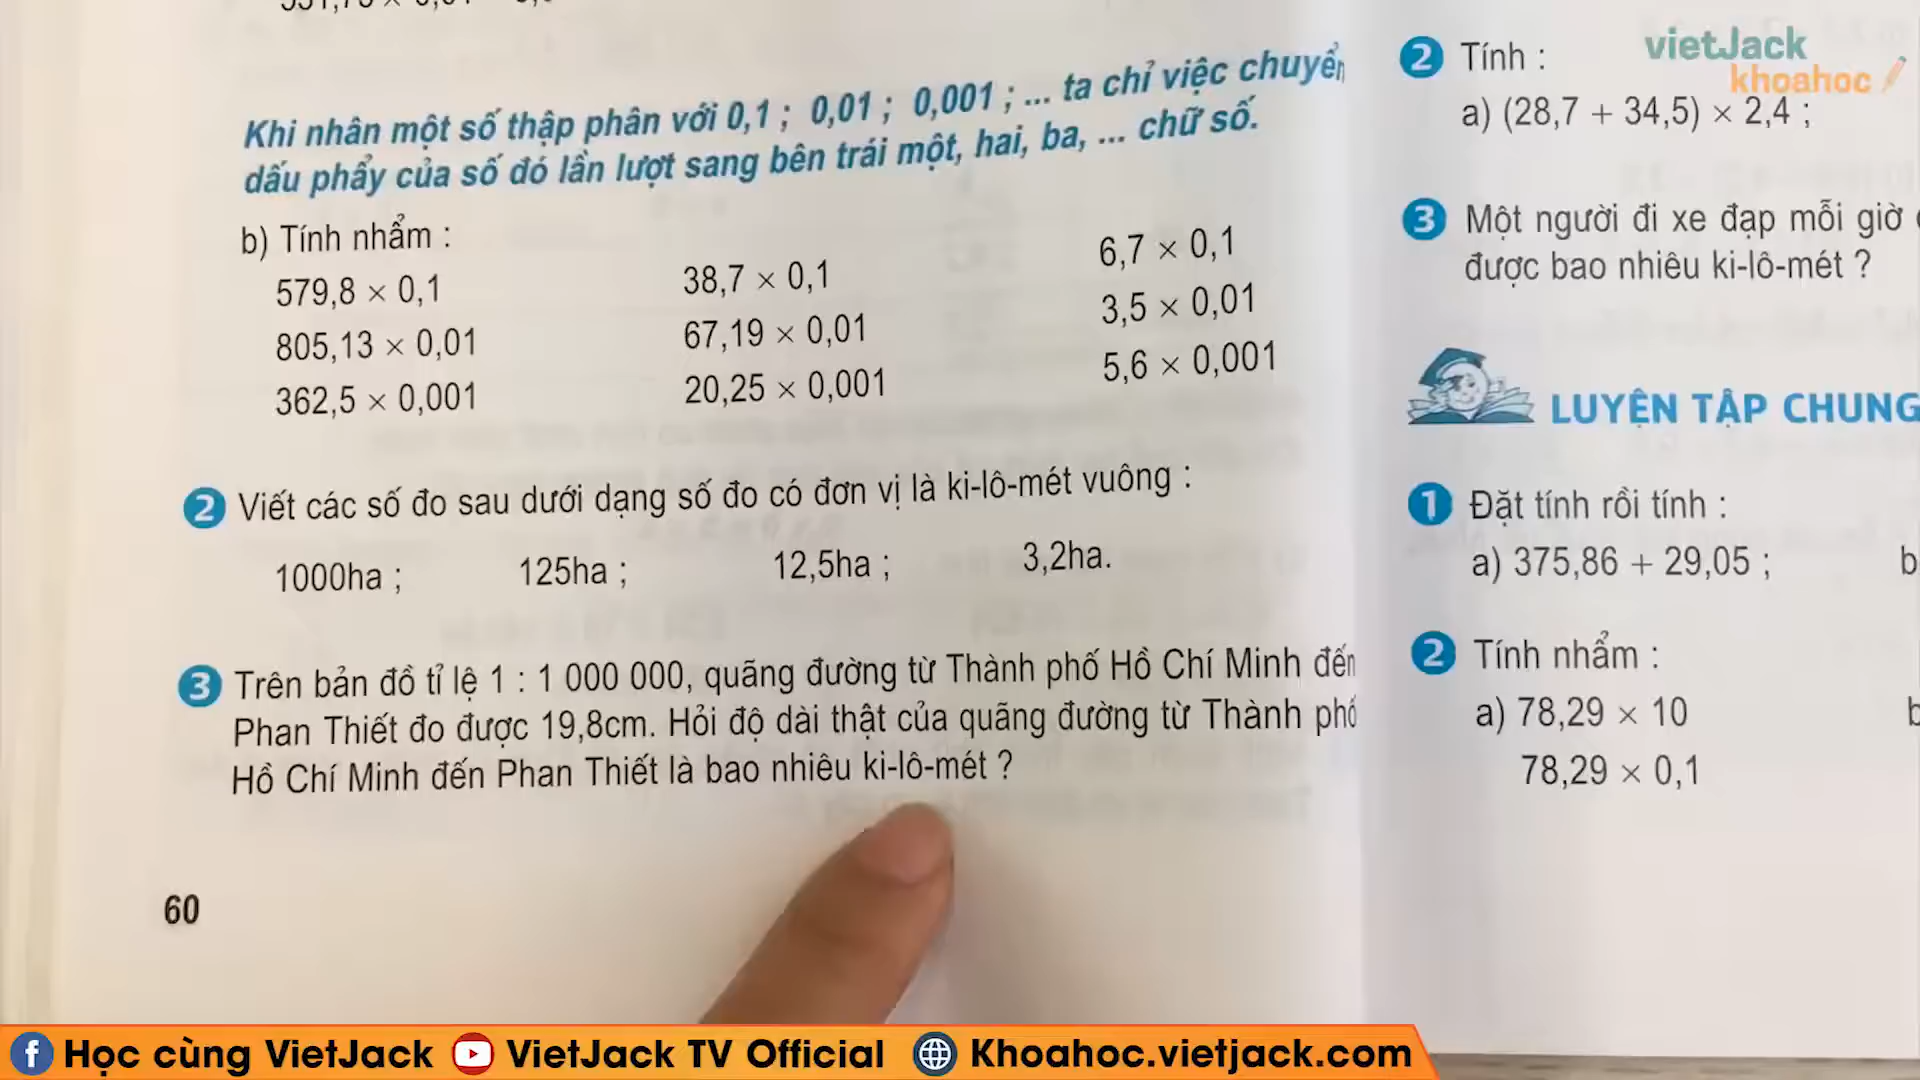 Khi nhân một số thập phân với 0,1 ; 0,01 ; 0,001 ; ... ta chỉ việc chuyển
dấu phẩy của số đó lần lượt sang bên trái một, hai, ba, ... chữ số.
b) Tính nhẩm :
579,8 × 0,1 38,7 × 0,1 6,7 × 0,1
805,13 × 0,01 67,19 × 0,01 3,5 × 0,01
362,5 × 0,001 20,25 × 0,001 5,6 × 0,001
2 Viết các số đo sau dưới dạng số đo có đơn vị là ki-lô-mét vuông :
1000ha ; 125ha ; 12,5ha ; 3,2ha.
3 Trên bản đồ tỉ lệ 1 : 1 000 000, quãng đường từ Thành phố Hồ Chí Minh đến
Phan Thiết đo được 19,8cm. Hỏi độ dài thật của quãng đường từ Thành phố
Hồ Chí Minh đến Phan Thiết là bao nhiêu ki-lô-mét ?
60
2 Tính :
a) (28,7 + 34,5) × 2,4 ;
3 Một người đi xe đạp mỗi giờ
được bao nhiêu ki-lô-mét ?
LUYỆN TẬP CHUNG
1 Đặt tính rồi tính :
a) 375,86 + 29,05 ; b
2 Tính nhẩm :
a) 78,29 × 10 b
78,29 × 0,1
vietJack
khoahoc
Học cùng VietJack VietJack TV Official Khoahoc.vietjack.com